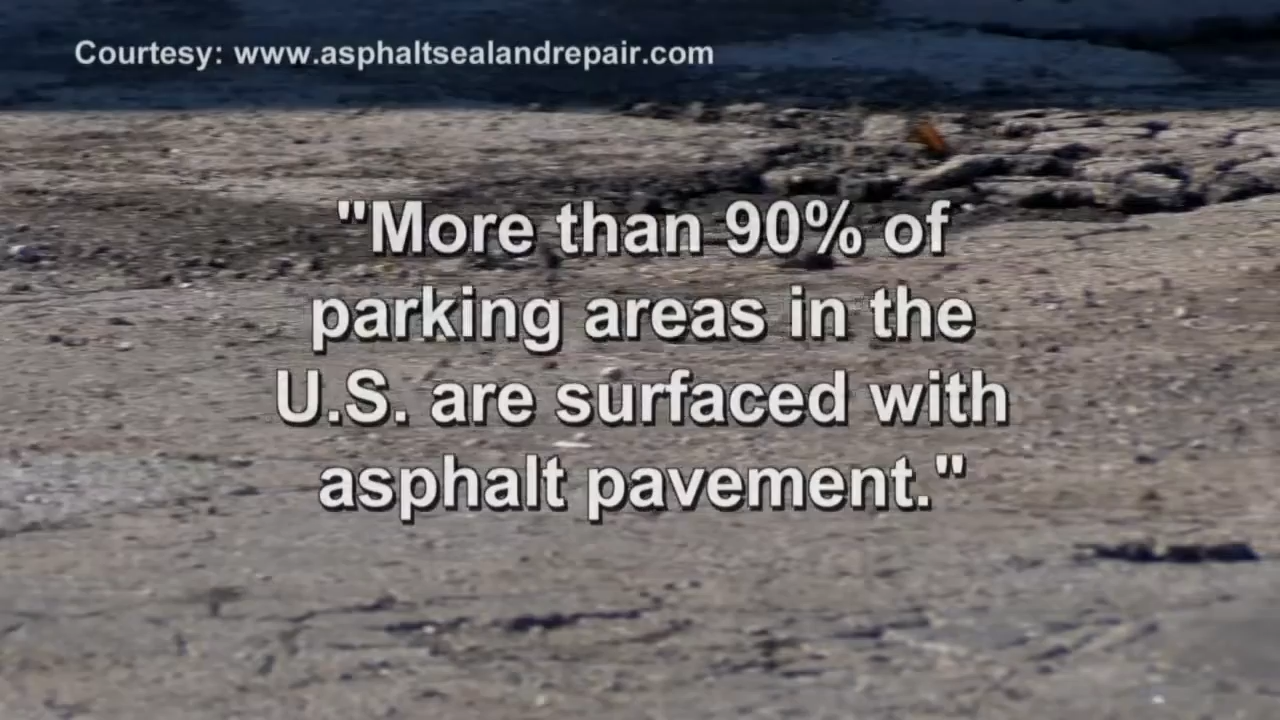 Courtesy: www.asphaltsealandrepair.com
"More than 90% of
parking areas in the
U.S. are surfaced with
asphalt pavement."